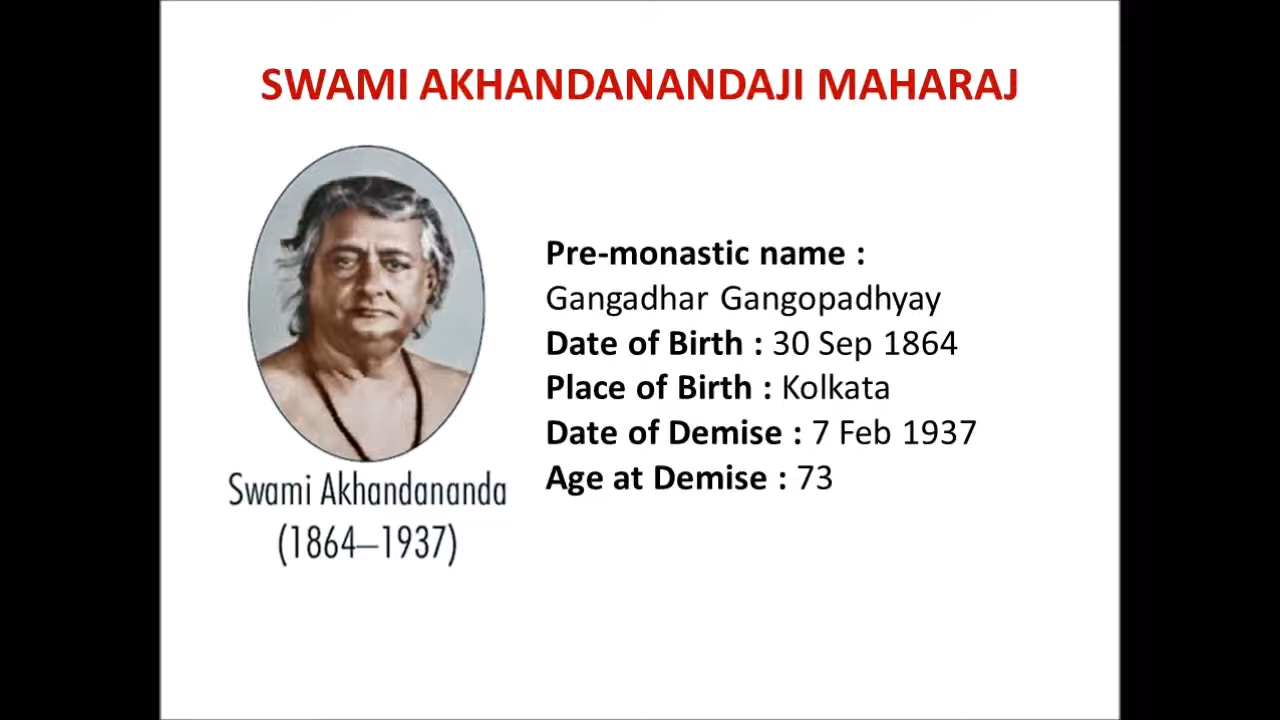 SWAMI AKHANDANANDAJI MAHARAJ
Pre-monastic name :
Gangadhar Gangopadhyay
Date of Birth : 30 Sep 1864
Place of Birth : Kolkata
Date of Demise : 7 Feb 1937
Age at Demise : 73
Swami Akhandananda
(1864–1937)